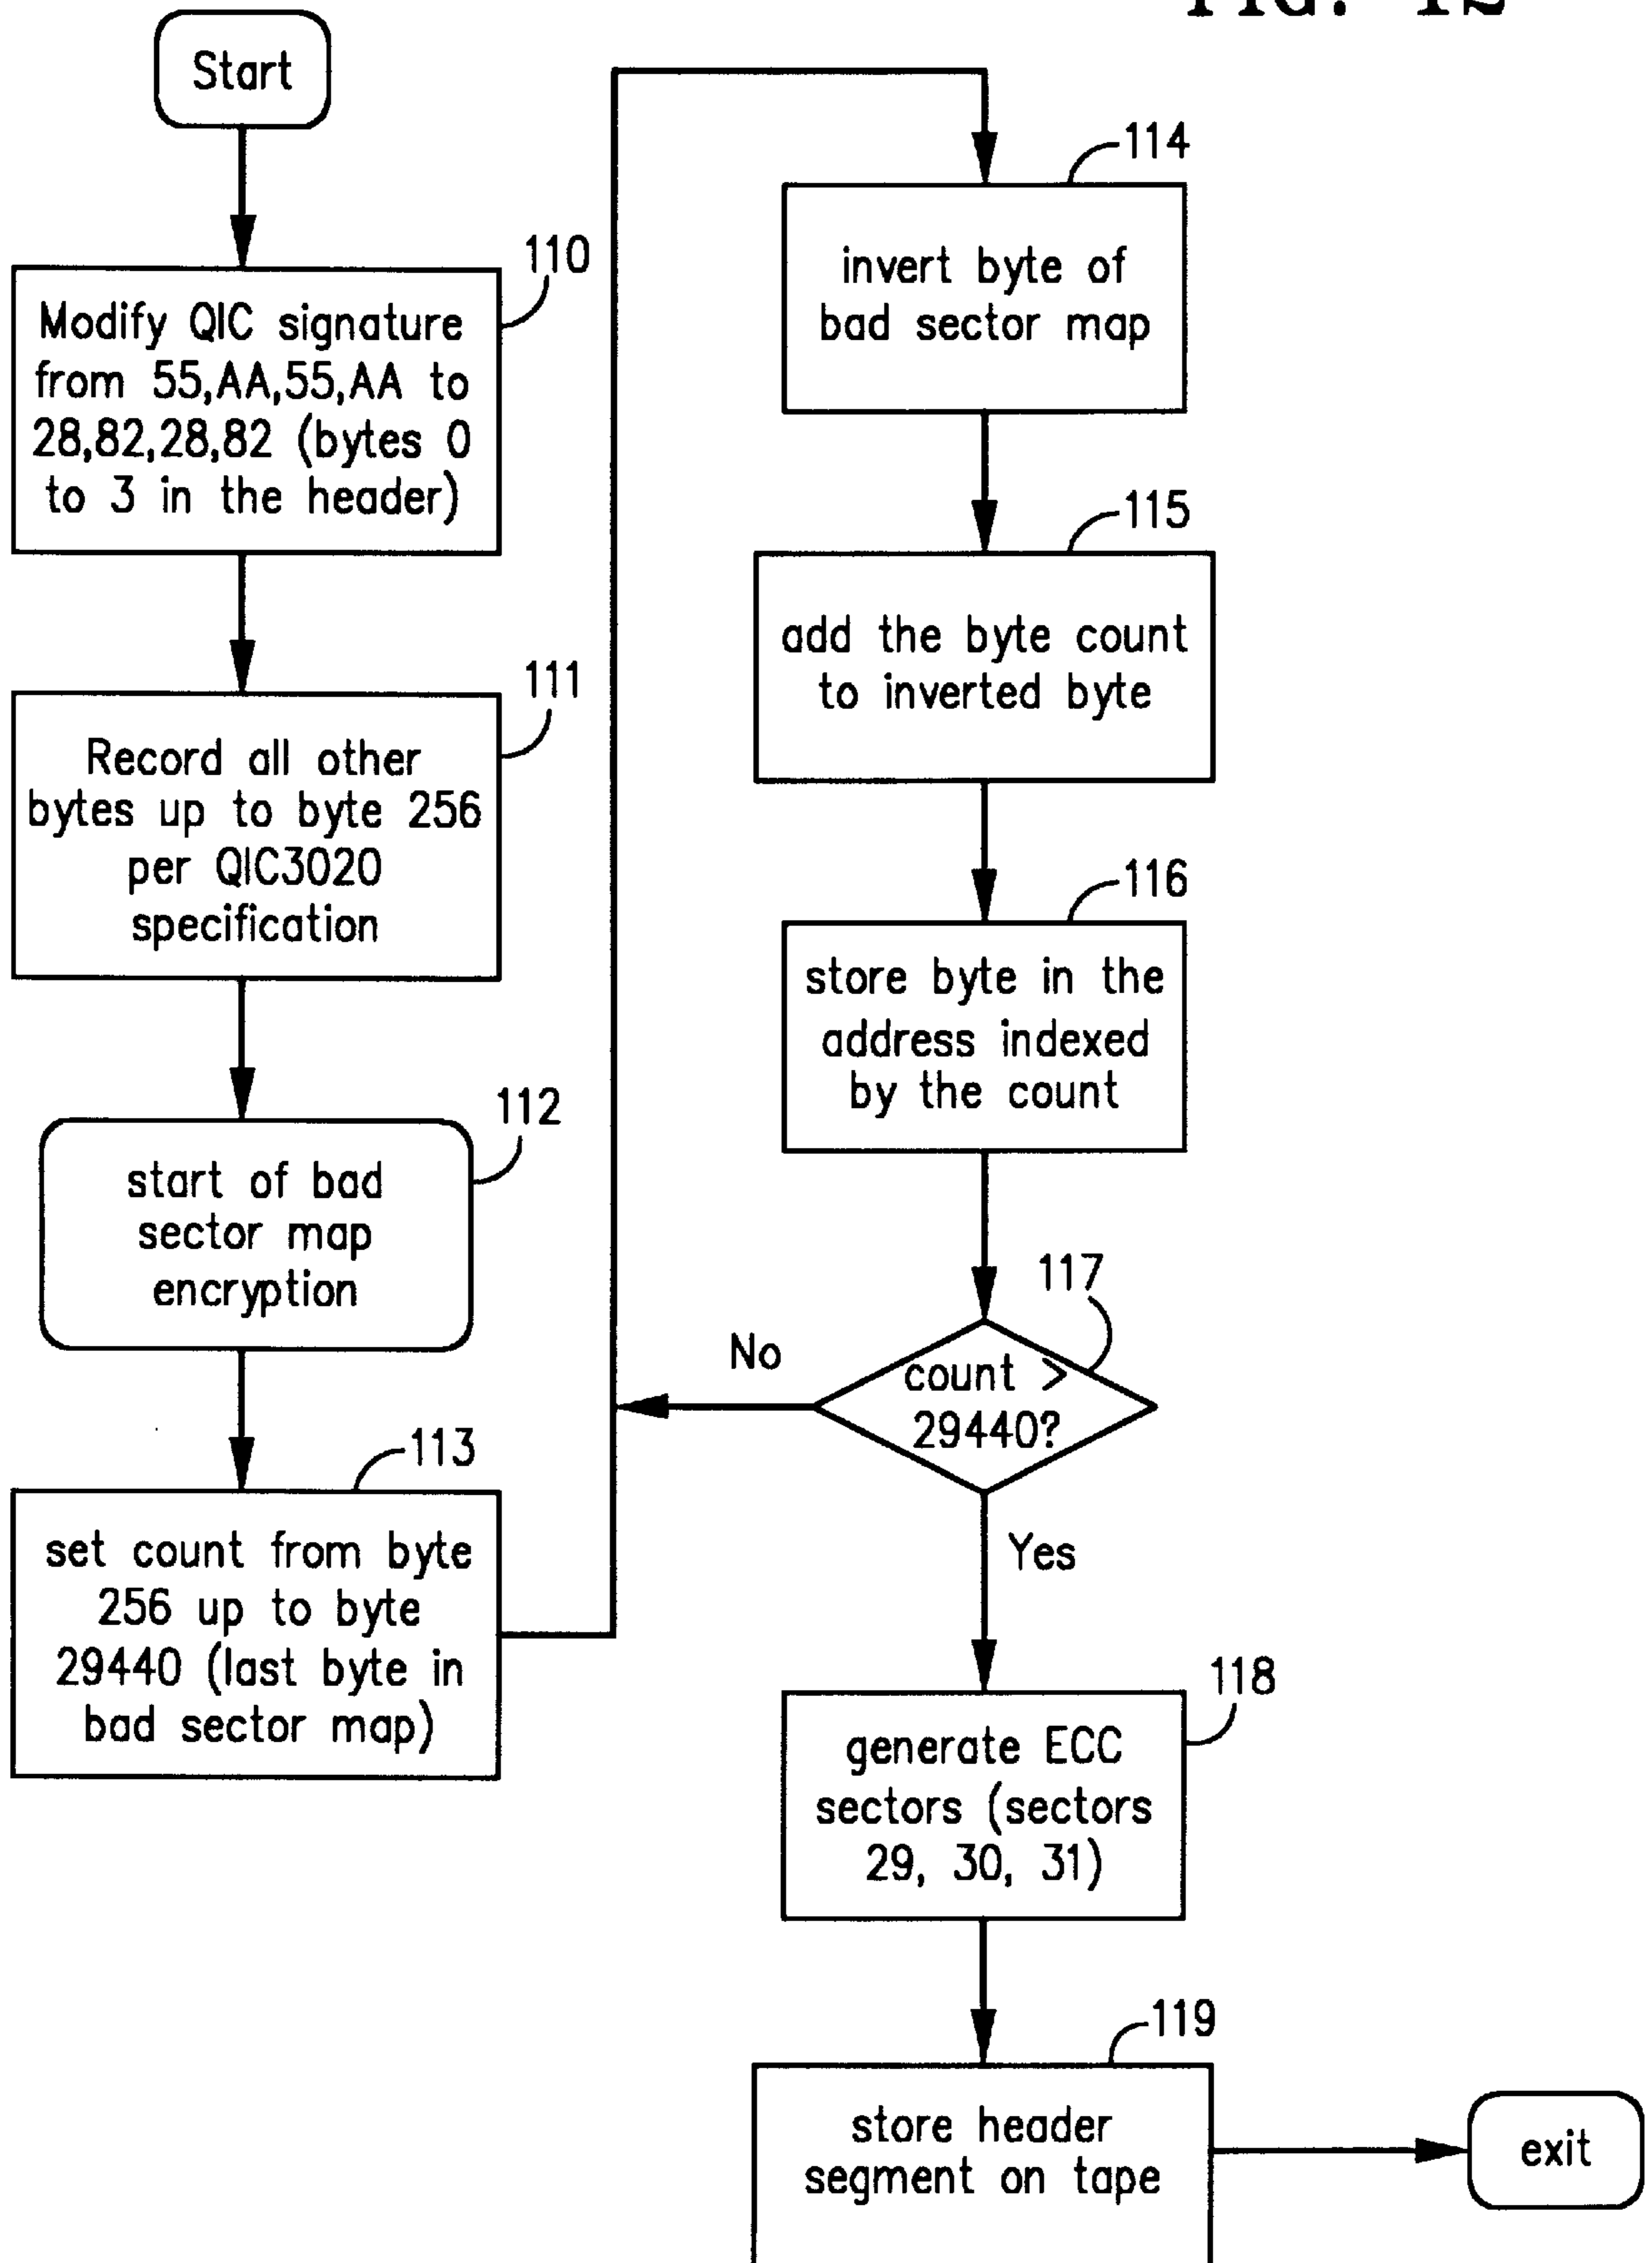 FIG. 12
Start
110
Modify QIC signature
from 55,AA,55,AA to
28,82,28,82 (bytes 0
to 3 in the header)
111
Record all other
bytes up to byte 256
per QIC3020
specification
112
start of bad
sector map
encryption
113
set count from byte
256 up to byte
29440 (last byte in
bad sector map)
114
invert byte of
bad sector map
115
add the byte count
to inverted byte
116
store byte in the
address indexed
by the count
117
count >
29440?
No
Yes
118
generate ECC
sectors (sectors
29, 30, 31)
119
store header
segment on tape
exit